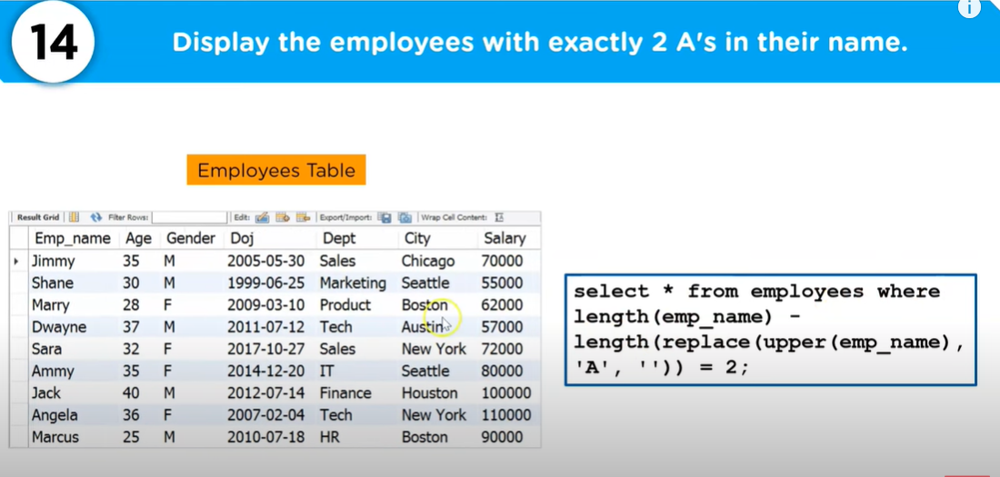 14
Display the employees with exactly 2 A's in their name.
Employees Table
Result Grid Filter Rows: Edit: Export/Import: Wrap Cell Content:
Emp_name Age Gender Doj Dept City Salary
Jimmy 35 M 2005-05-30 Sales Chicago 70000
Shane 30 M 1999-06-25 Marketing Seattle 55000
Marry 28 F 2009-03-10 Product Boston 62000
Dwayne 37 M 2011-07-12 Tech Austin 57000
Sara 32 F 2017-10-27 Sales New York 72000
Ammy 35 F 2014-12-20 IT Seattle 80000
Jack 40 M 2012-07-14 Finance Houston 100000
Angela 36 F 2007-02-04 Tech New York 110000
Marcus 25 M 2010-07-18 HR Boston 90000
select * from employees where
length(emp_name) -
length(replace(upper(emp_name),
'A', '')) = 2;